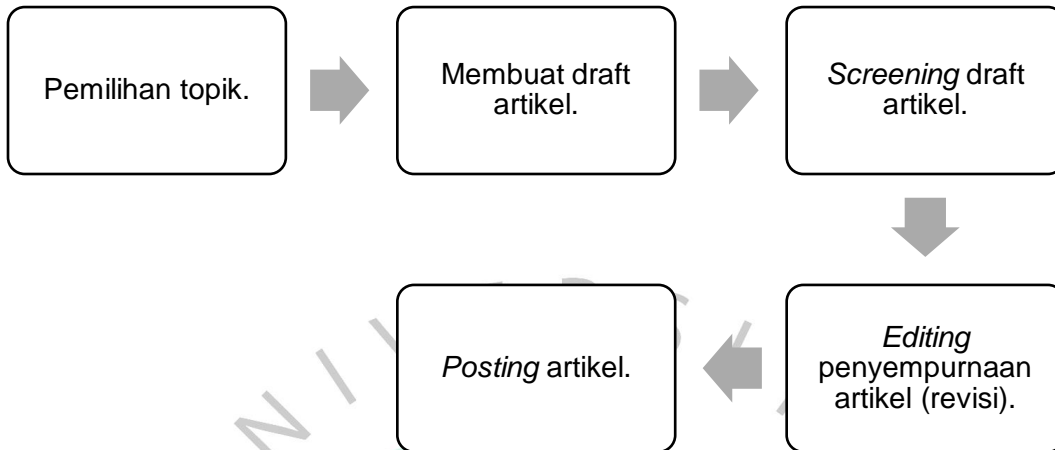 Pemilihan topik.
Membuat draft
artikel.
Screening draft
artikel.
Editing
penyempurnaan
artikel (revisi).
Posting artikel.